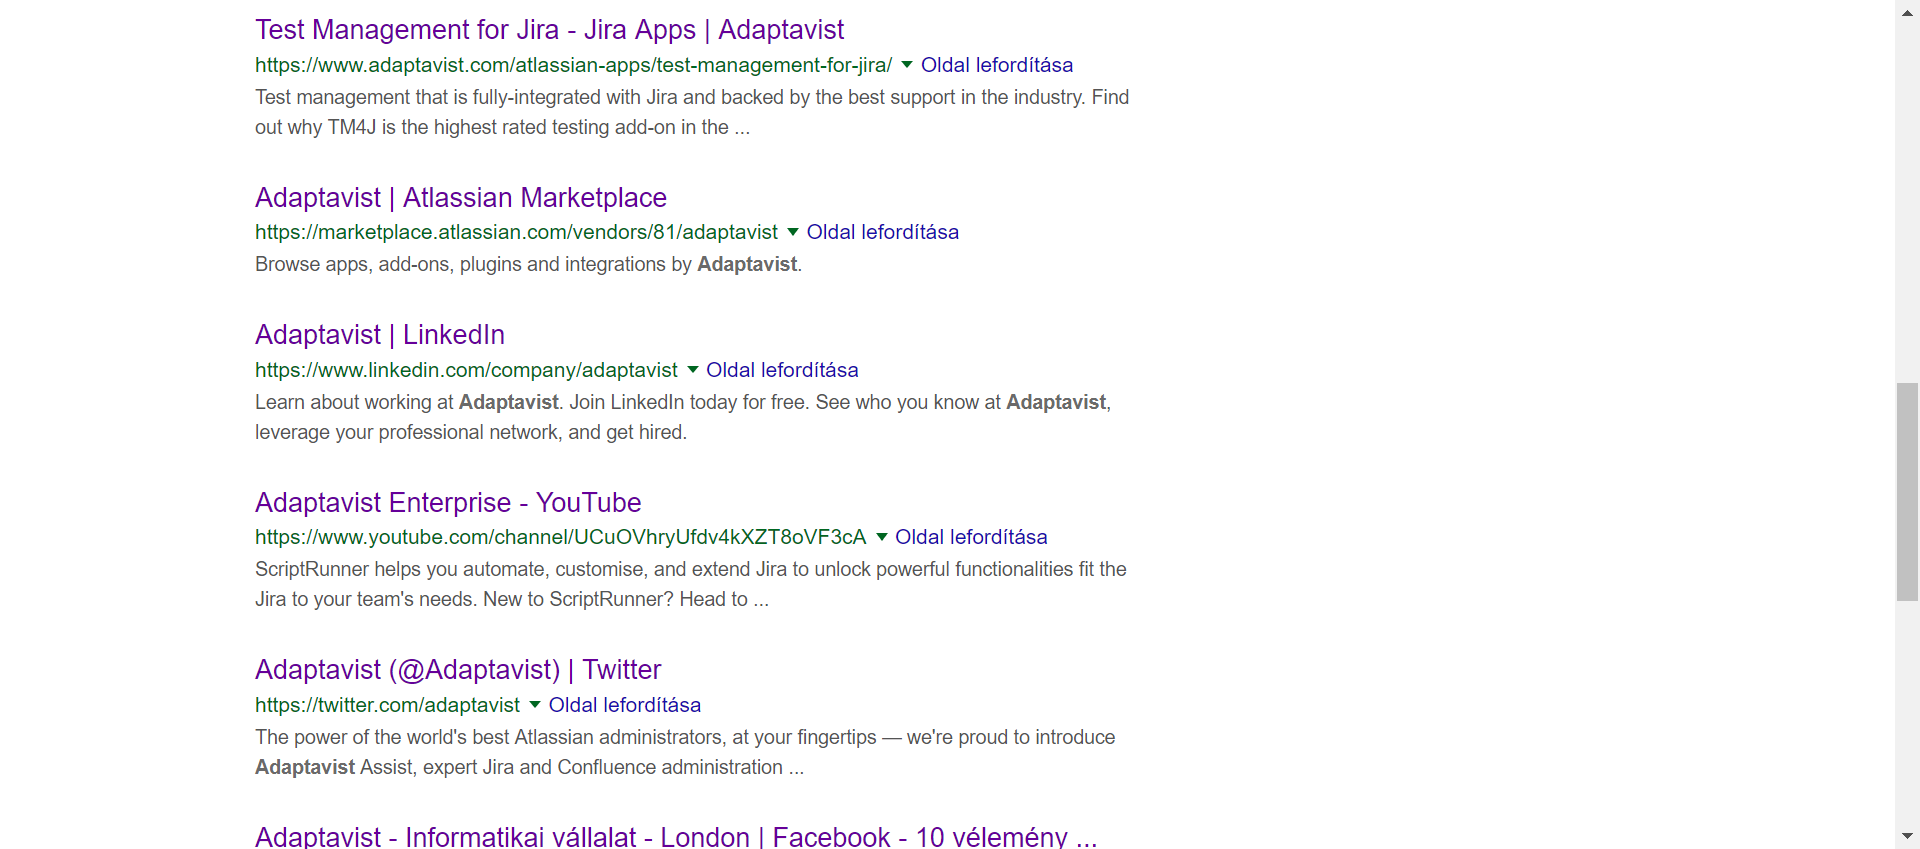 Test Management for Jira - Jira Apps | Adaptavist
https://www.adaptavist.com/atlassian-apps/test-management-for-jira/ Oldal lefordítása
Test management that is fully-integrated with Jira and backed by the best support in the industry. Find
out why TM4J is the highest rated testing add-on in the ...
Adaptavist | Atlassian Marketplace
https://marketplace.atlassian.com/vendors/81/adaptavist Oldal lefordítása
Browse apps, add-ons, plugins and integrations by Adaptavist.
Adaptavist | LinkedIn
https://www.linkedin.com/company/adaptavist Oldal lefordítása
Learn about working at Adaptavist. Join LinkedIn today for free. See who you know at Adaptavist,
leverage your professional network, and get hired.
Adaptavist Enterprise - YouTube
https://www.youtube.com/channel/UCuOVhryUfdv4kXZT8oVF3cA Oldal lefordítása
ScriptRunner helps you automate, customise, and extend Jira to unlock powerful functionalities fit the
Jira to your team's needs. New to ScriptRunner? Head to ...
Adaptavist (@Adaptavist) | Twitter
https://twitter.com/adaptavist Oldal lefordítása
The power of the world's best Atlassian administrators, at your fingertips — we're proud to introduce
Adaptavist Assist, expert Jira and Confluence administration ...
Adaptavist - Informatikai vállalat - London | Facebook - 10 vélemény ...